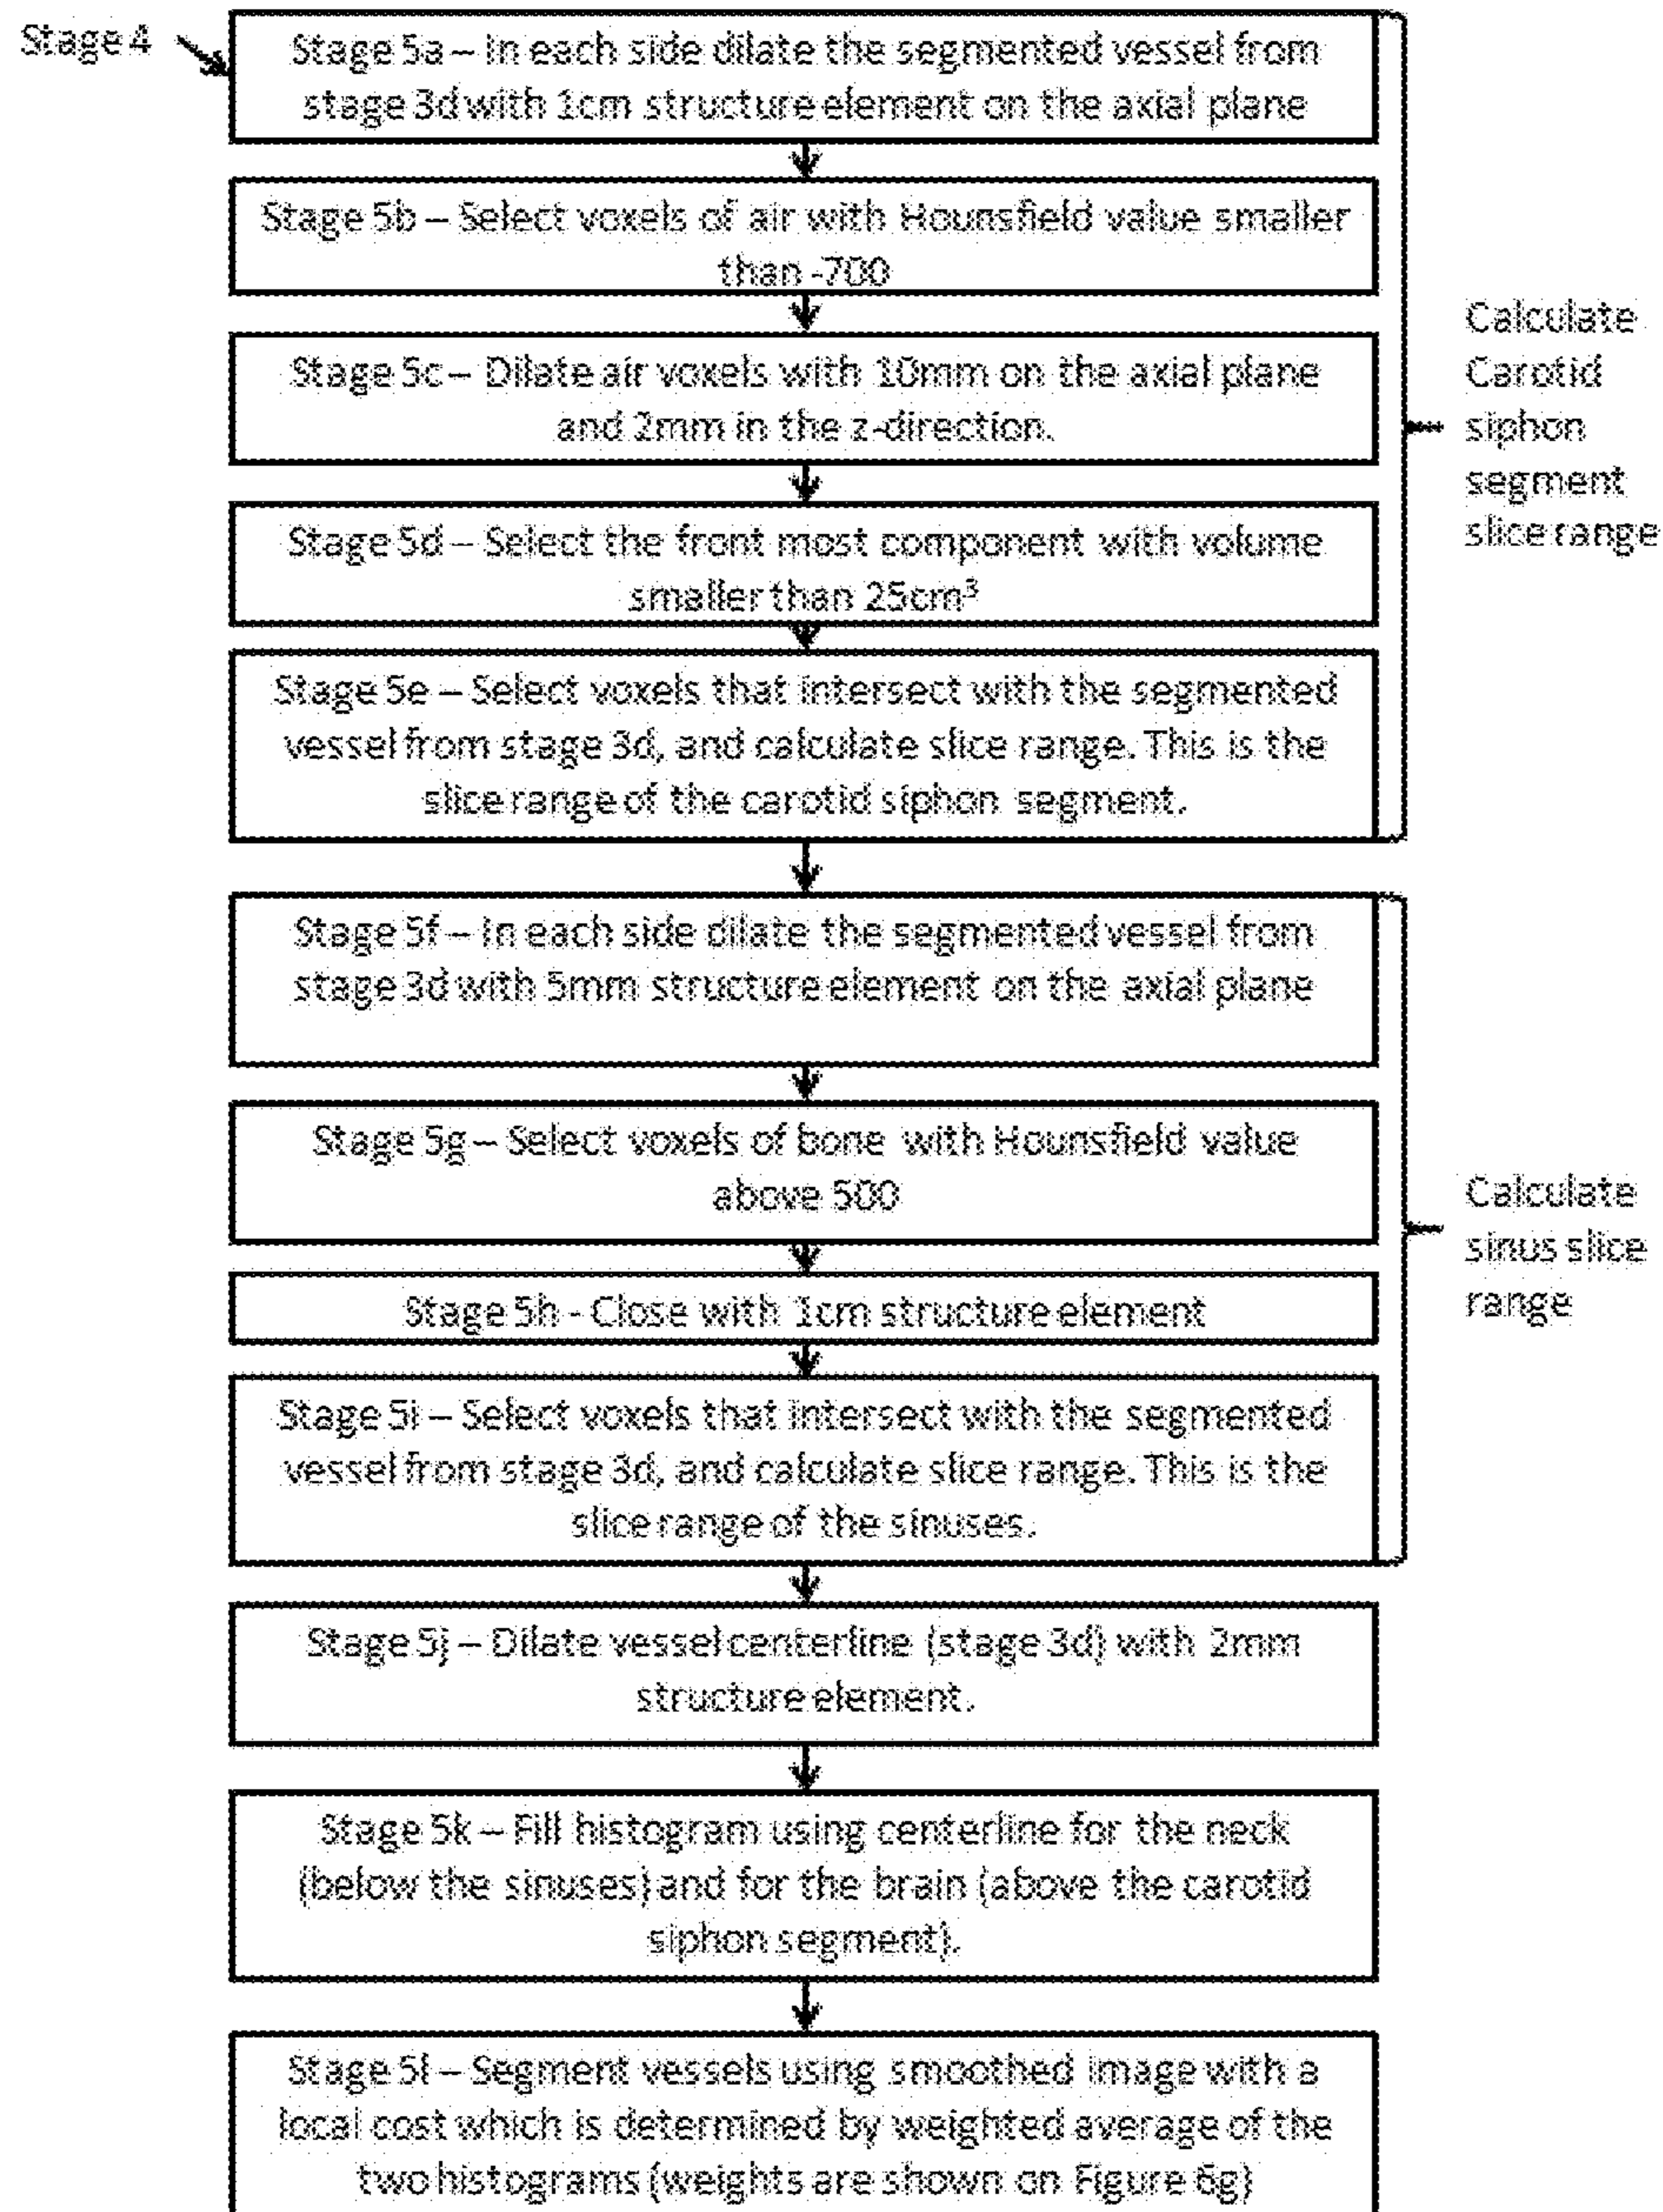 Stage 4
Stage 5a – In each side dilate the segmented vessel from
stage 3d with 1cm structure element on the axial plane
Stage 5b – Select voxels of air with Hounsfield value smaller
than -700
Stage 5c – Dilate air voxels with 10mm on the axial plane
and 2mm in the z-direction.
Stage 5d – Select the front most component with volume
smaller than 25cm³
Stage 5e – Select voxels that intersect with the segmented
vessel from stage 3d, and calculate slice range. This is the
slice range of the carotid siphon segment.
Calculate
Carotid
siphon
segment
slice range
Stage 5f – In each side dilate the segmented vessel from
stage 3d with 5mm structure element on the axial plane
Stage 5g – Select voxels of bone with Hounsfield value
above 500
Stage 5h - Close with 1cm structure element
Stage 5i – Select voxels that intersect with the segmented
vessel from stage 3d, and calculate slice range. This is the
slice range of the sinuses.
Calculate
sinus slice
range
Stage 5j – Dilate vessel centerline (stage 3d) with 2mm
structure element.
Stage 5k – Fill histogram using centerline for the neck
(below the sinuses) and for the brain (above the carotid
siphon segment).
Stage 5l – Segment vessels using smoothed image with a
local cost which is determined by weighted average of the
two histograms (weights are shown on Figure 6g)